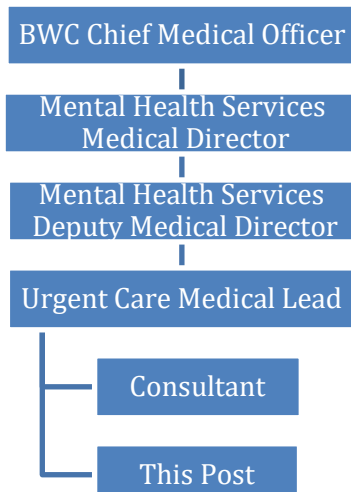 BWC Chief Medical Officer
Mental Health Services
Medical Director
Mental Health Services
Deputy Medical Director
Urgent Care Medical Lead
Consultant
This Post